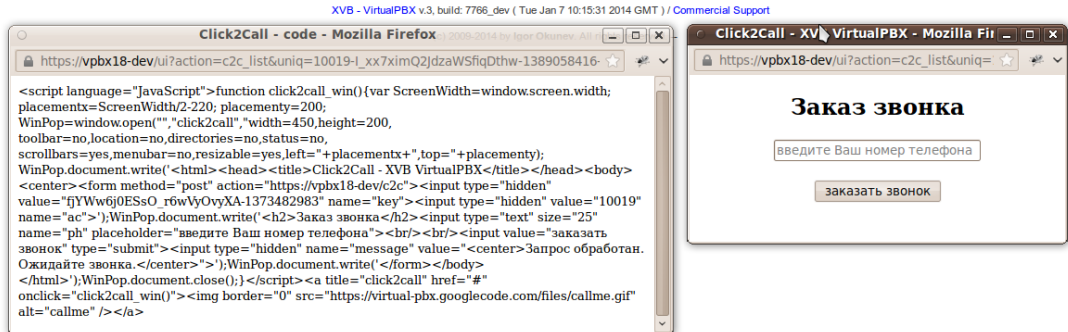 XVB - VirtualPBX v.3, build: 7766_dev ( Tue Jan 7 10:15:31 2014 GMT ) / Commercial Support
Click2Call - code - Mozilla Firefox
2009-2014 by Igor Okunev. All
https://vpbx18-dev/ui?action=c2c_list&uniq=10019-I_xx7ximQ2JdzaWSfiqDthw-1389058416-
<script language="JavaScript">function click2call_win(){var ScreenWidth=window.screen.width;
placementx=ScreenWidth/2-220; placementy=200;
WinPop=window.open("","click2call","width=450,height=200,
toolbar=no,location=no,directories=no,status=no,
scrollbars=yes,menubar=no,resizable=yes,left="+placementx+",top="+placementy);
WinPop.document.write('<html><head><title>Click2Call - XVB VirtualPBX</title></head><body>
<center><form method="post" action="https://vpbx18-dev/c2c"><input type="hidden"
value="fjYWw6j0ESsO_r6wVyOvyXA-1373482983" name="key"><input type="hidden" value="10019"
name="ac">');WinPop.document.write('<h2>Заказ звонка</h2><input type="text" size="25"
name="ph" placeholder="введите Ваш номер телефона"><br/><br/><input value="заказать
звонок" type="submit"><input type="hidden" name="message" value="<center>Запрос обработан.
Ожидайте звонка.</center>">');WinPop.document.write('</form></body>
</html>');WinPop.document.close();}</script><a title="click2call" href="#"
onclick="click2call_win()"><img border="0" src="https://virtual-pbx.googlecode.com/files/callme.gif"
alt="callme" /></a>
Click2Call - XVB VirtualPBX - Mozilla Fir
https://vpbx18-dev/ui?action=c2c_list&uniq=
Заказ звонка
введите Ваш номер телефона
заказать звонок